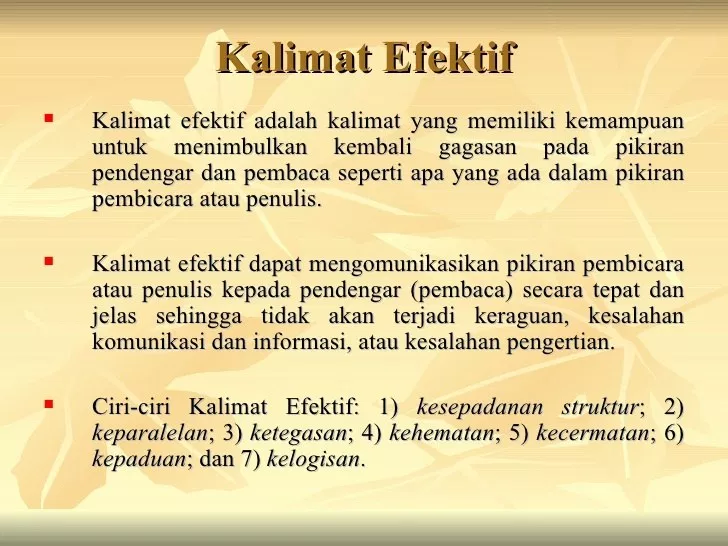 Kalimat Efektif
▪ Kalimat efektif adalah kalimat yang memiliki kemampuan
untuk menimbulkan kembali gagasan pada pikiran
pendengar dan pembaca seperti apa yang ada dalam pikiran
pembicara atau penulis.
▪ Kalimat efektif dapat mengomunikasikan pikiran pembicara
atau penulis kepada pendengar (pembaca) secara tepat dan
jelas sehingga tidak akan terjadi keraguan, kesalahan
komunikasi dan informasi, atau kesalahan pengertian.
▪ Ciri-ciri Kalimat Efektif: 1) kesepadanan struktur; 2)
keparalelan; 3) ketegasan; 4) kehematan; 5) kecermatan; 6)
kepaduan; dan 7) kelogisan.